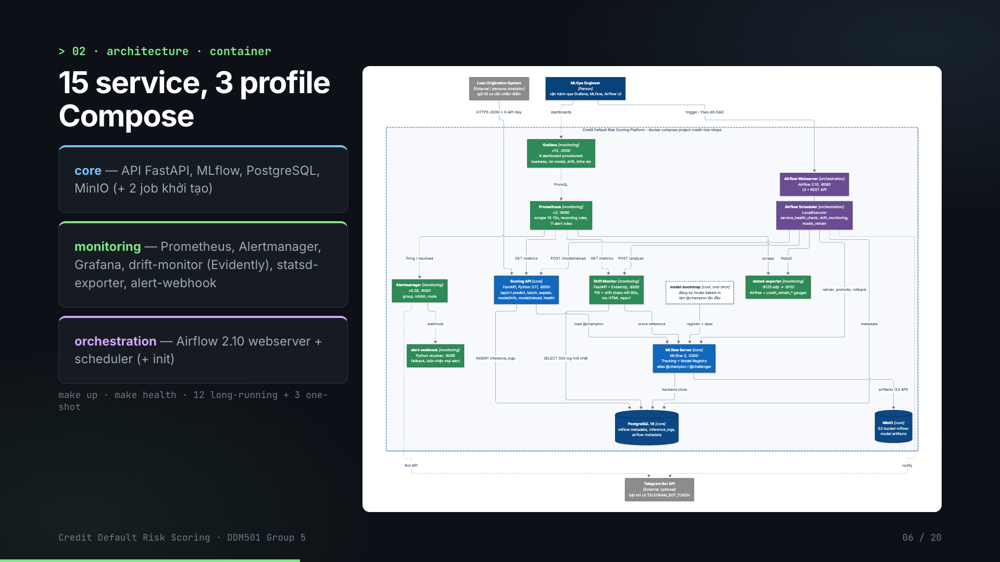 > 02 · architecture · container
15 service, 3 profile
Compose
core — API FastAPI, MLflow, PostgreSQL,
MinIO (+ 2 job khởi tạo)
monitoring — Prometheus, Alertmanager,
Grafana, drift-monitor (Evidently), statsd-
exporter, alert-webhook
orchestration — Airflow 2.10 webserver +
scheduler (+ init)
make up · make health · 12 long-running + 3 one-
shot
Loan Origination System
[External / persona simulator]
gửi hồ sơ cần chấm điểm
MLOps Engineer
[Person]
vận hành qua Grafana, MLflow, Airflow UI
HTTPS JSON + X-API-Key
dashboards
trigger / theo dõi DAG
Credit Default Risk Scoring Platform - docker compose project credit-risk-mlops
Grafana [monitoring]
v13, :3000
4 dashboard provisioned:
business, ml-model, drift, infra-sla
PromQL
Airflow Webserver [orchestration]
Airflow 2.10, :8080
UI + REST API
Prometheus [monitoring]
v3, :9090
scrape 10-15s, recording rules,
11 alert rules
Airflow Scheduler [orchestration]
LocalExecutor
service_health_check, drift_monitoring,
model_retrain
firing / resolved
GET /metrics
POST /model/reload
GET /metrics
POST /analyze
scrape
StatsD
Alertmanager [monitoring]
v0.28, :9093
group, inhibit, route
Scoring API [core]
FastAPI, Python 3.11, :8000
/api/v1 predict, batch, explain,
model/info, model/reload, health
Drift Monitor [monitoring]
FastAPI + Evidently, :8085
PSI + drift share mỗi 60s,
lưu HTML report
model-bootstrap [core, one-shot]
đăng ký model baked-in
làm @champion lần đầu
statsd-exporter [monitoring]
:9125 udp → :9102
Airflow + credit_retrain_* gauges
retrain, promote, rollback
webhook
load @champion
score reference
register + alias
metadata
alert-webhook [monitoring]
Python receiver, :9095
fallback, luôn nhận mọi alert
INSERT inference_logs
SELECT 500 log mới nhất
MLflow Server [core]
MLflow 3, :5000
Tracking + Model Registry
alias @champion / @challenger
backend store
artifacts (S3 API)
PostgreSQL 16 [core]
mlflow metadata, inference_logs,
airflow metadata
MinIO [core]
S3 bucket mlflow:
model artifacts
Bot API
notify
Telegram Bot API
[External, optional]
bật khi có TELEGRAM_BOT_TOKEN
Credit Default Risk Scoring · DDM501 Group 5
06 / 20